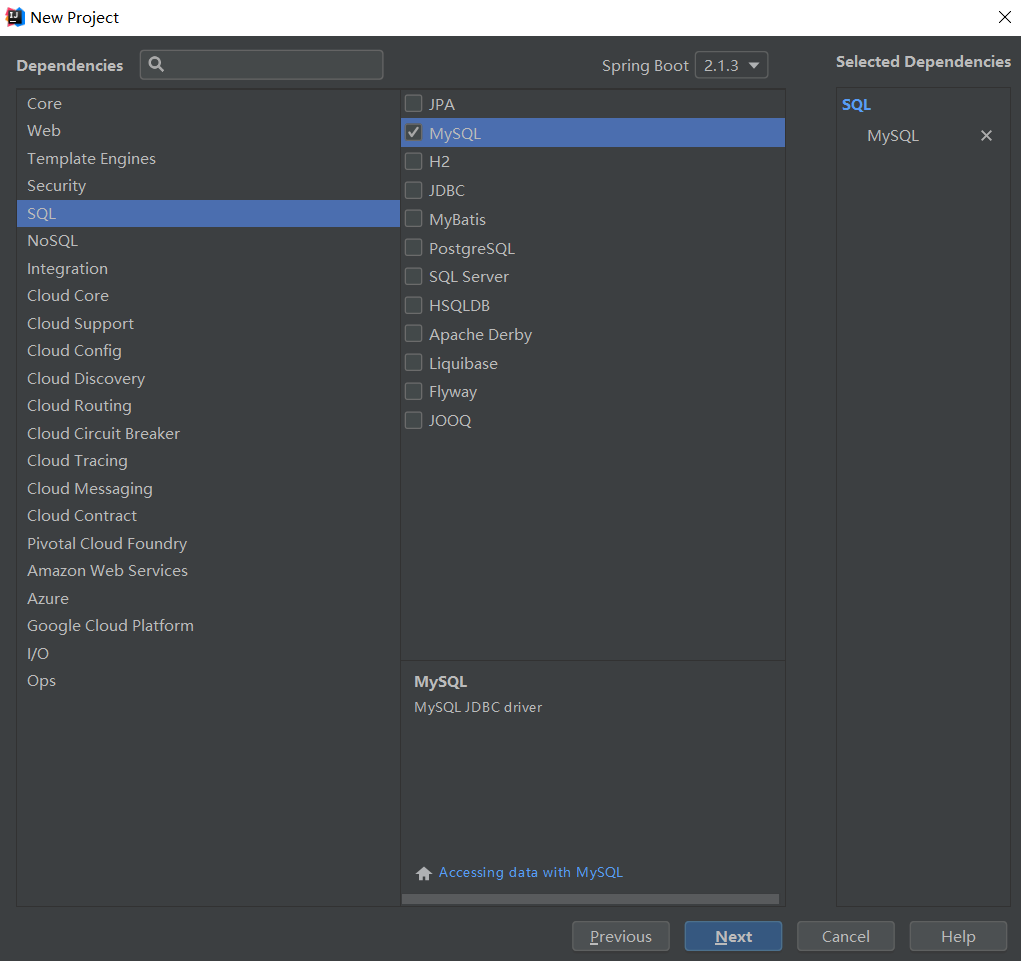 New Project
Dependencies
Spring Boot 2.1.3
Selected Dependencies
Core
Web
Template Engines
Security
SQL
NoSQL
Integration
Cloud Core
Cloud Support
Cloud Config
Cloud Discovery
Cloud Routing
Cloud Circuit Breaker
Cloud Tracing
Cloud Messaging
Cloud Contract
Pivotal Cloud Foundry
Amazon Web Services
Azure
Google Cloud Platform
I/O
Ops
JPA
MySQL
H2
JDBC
MyBatis
PostgreSQL
SQL Server
HSQLDB
Apache Derby
Liquibase
Flyway
JOOQ
MySQL
MySQL JDBC driver
Accessing data with MySQL
SQL
MySQL
Previous
Next
Cancel
Help